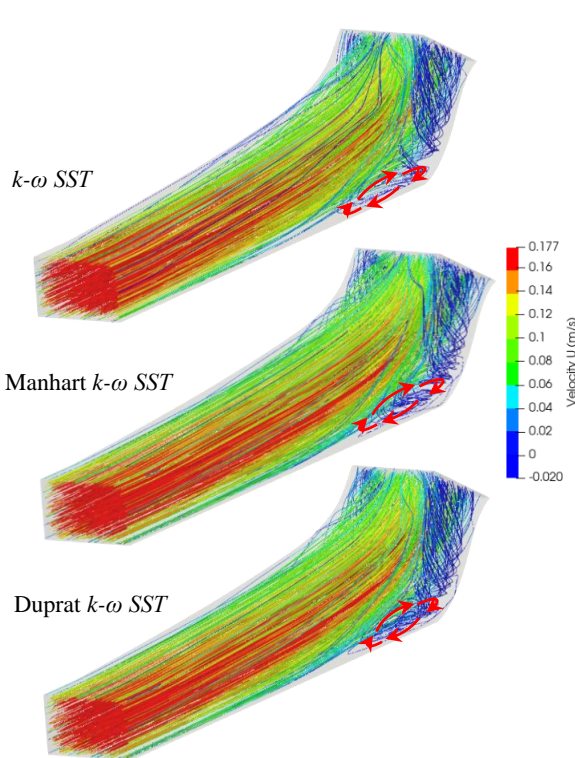 k-ω SST
0.177
0.16
0.14
0.12
0.1
0.08
0.06
0.04
0.02
0
-0.020
Velocity U (m/s)
Manhart k-ω SST
Duprat k-ω SST